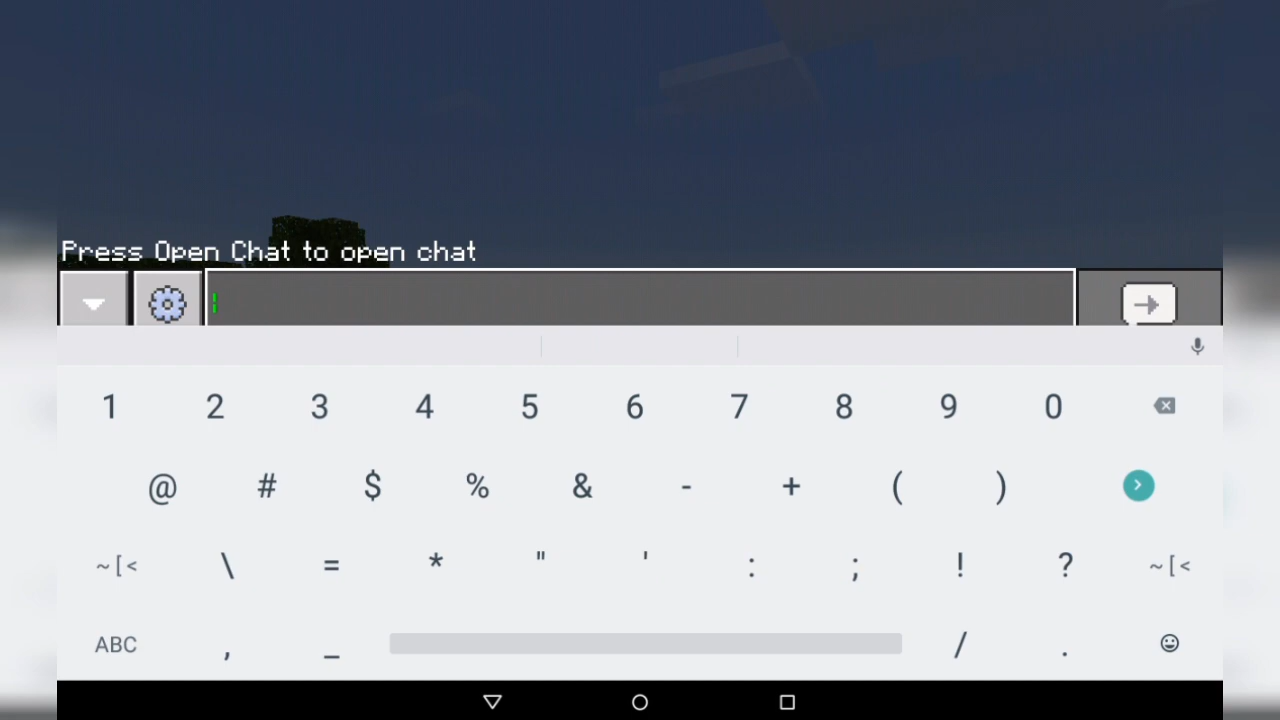 Press Open Chat to open chat
1 2 3 4 5 6 7 8 9 0
@ # $ % & - + ( )
~[< \ = * " ' : ; ! ? ~[<
ABC , _ / .